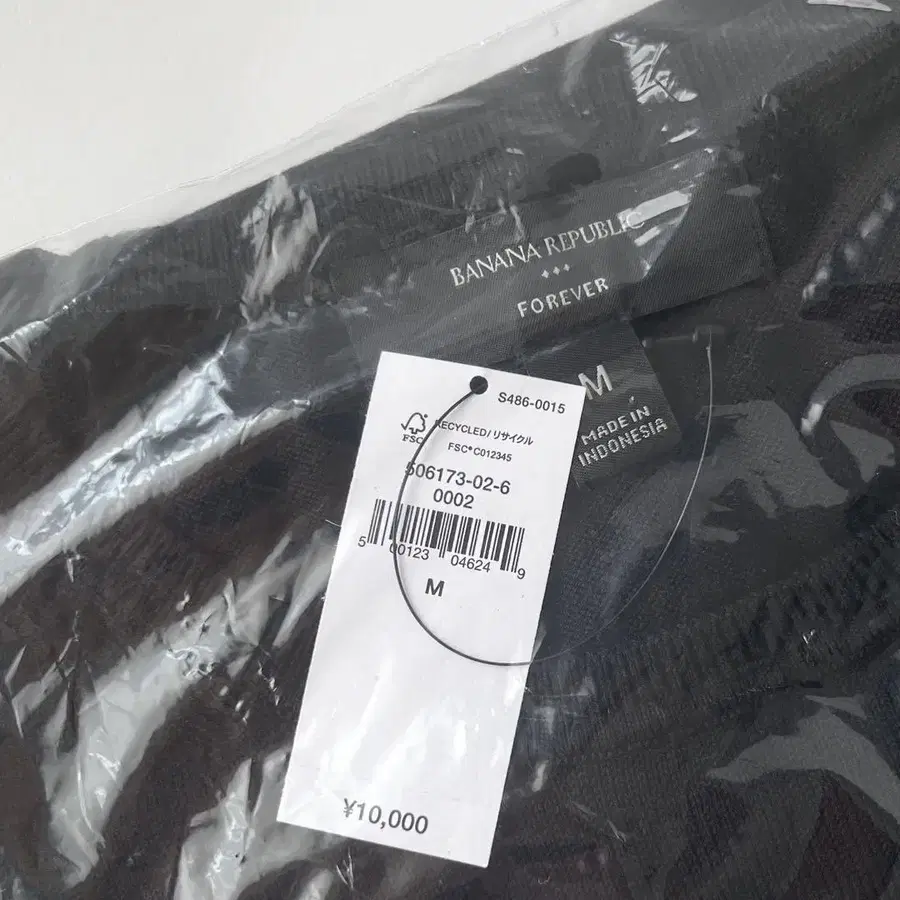 BANANA REPUBLIC
FOREVER
M
MADE IN
INDONESIA
S486-0015
FSC
RECYCLED/リサイクル
FSC® C012345
506173-02-6
0002
5 00123 04624 9
M
¥10,000